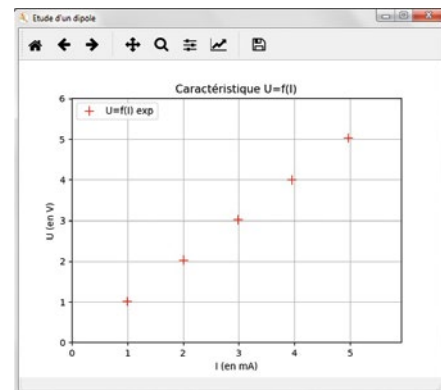 Etude d'un dipole
Caractéristique U=f(I)
U=f(I) exp
6
5
4
3
2
1
0
U (en V)
0 1 2 3 4 5
I (en mA)